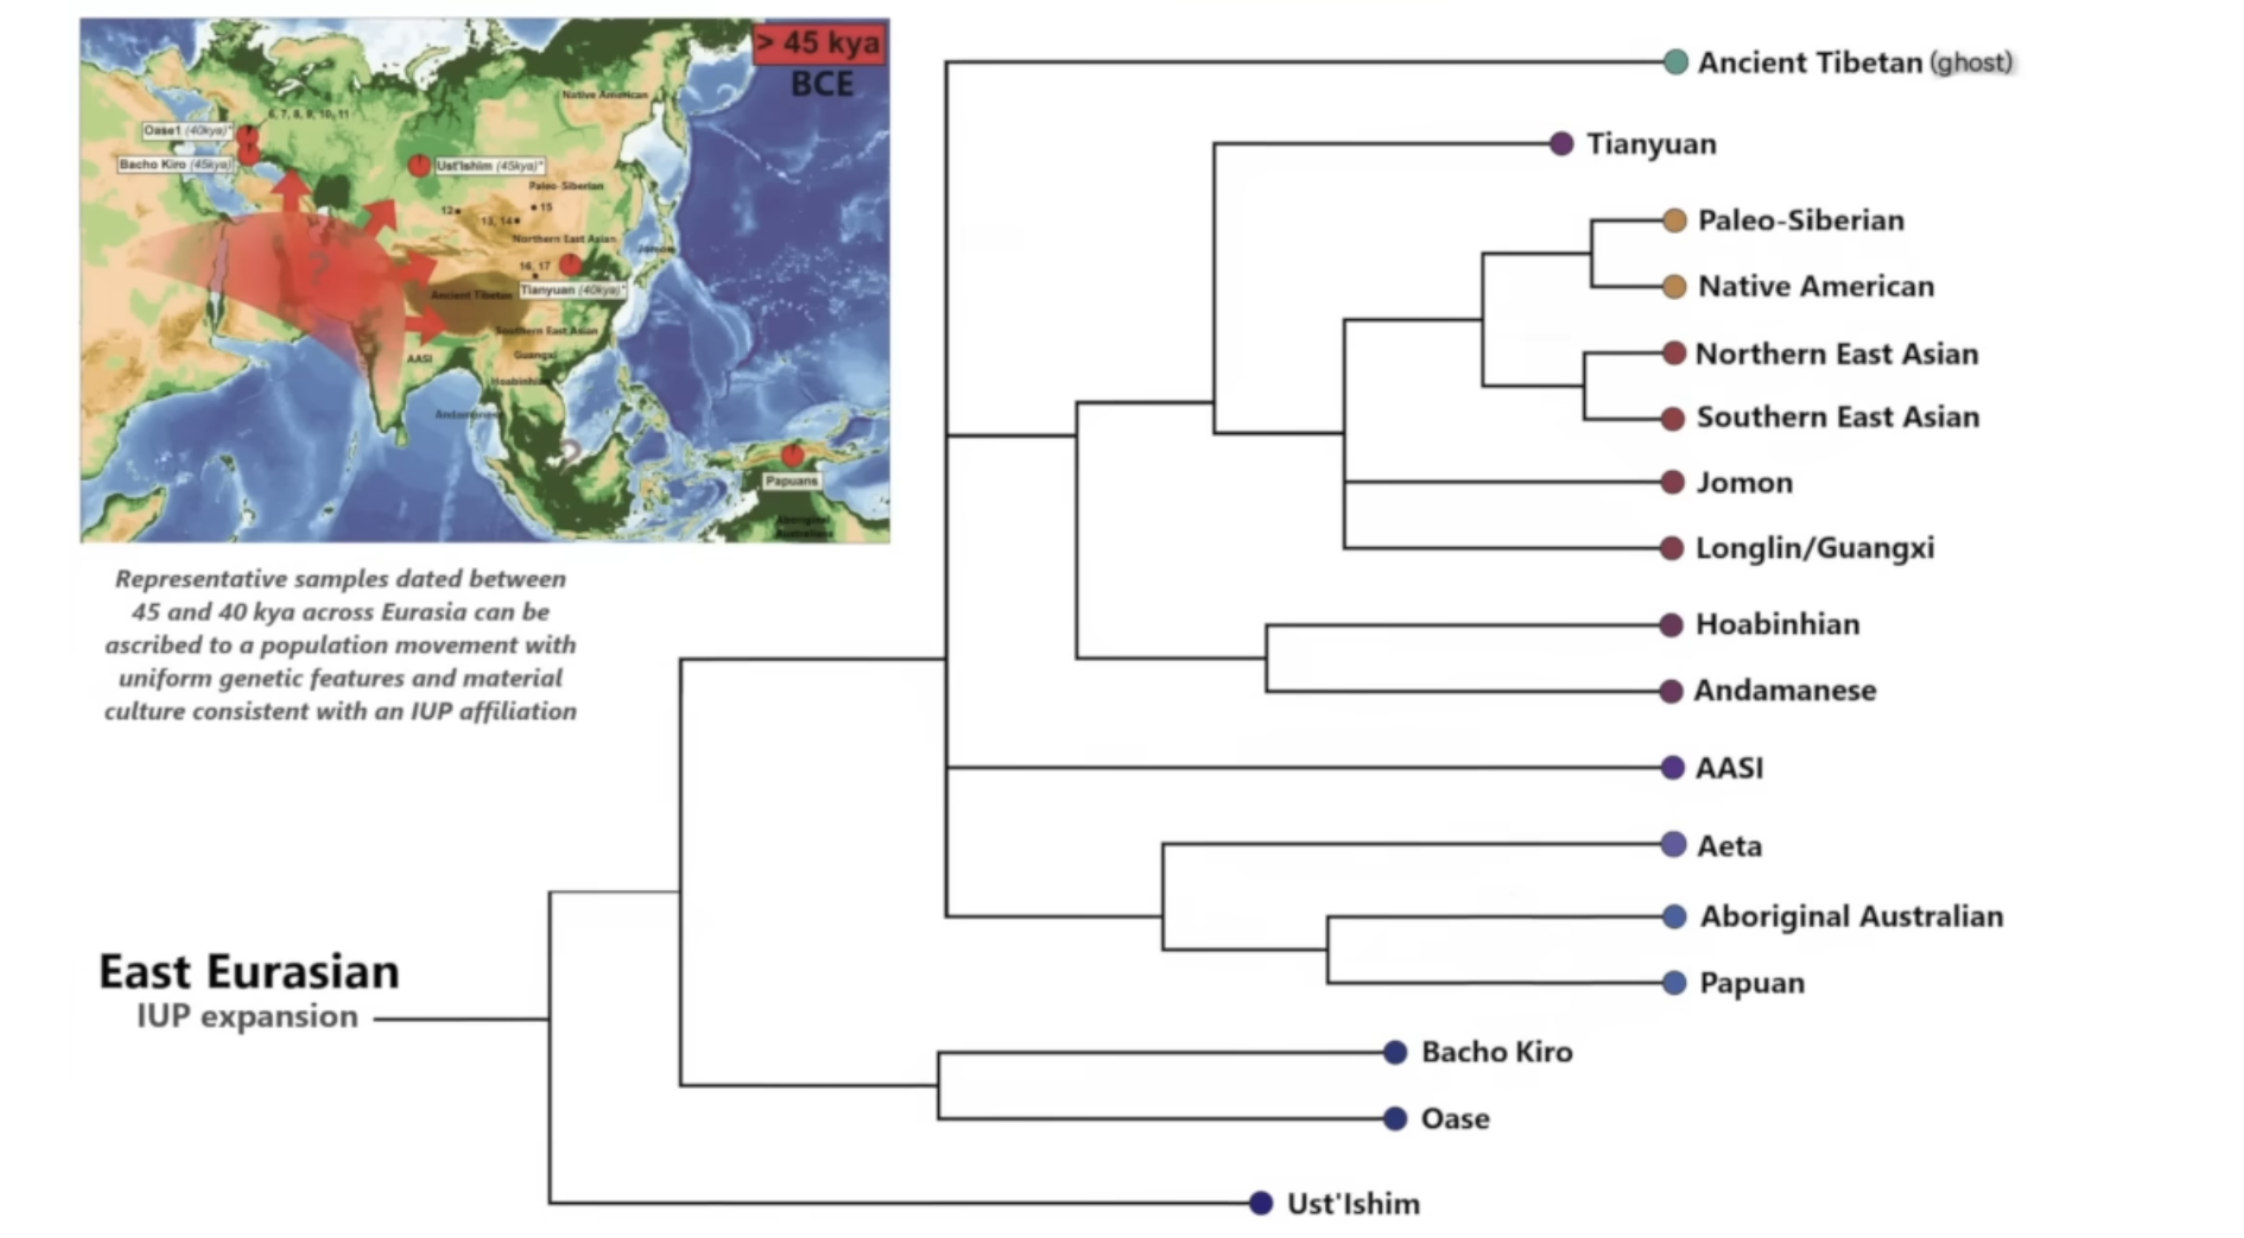 > 45 kya
BCE
Native American
6, 7, 8, 9, 10, 11
Oase1 (40kya)*
Bacho Kiro (45kya)
Ust'Ishim (45kya)*
Paleo-Siberian
12
15
13, 14
Northern East Asian
Jomon
16, 17
Tianyuan (40kya)*
Ancient Tibetan
?
Southern East Asian
Guangxi
AASI
Hoabinhian
Andamanese
?
Papuans
Aboriginal
Australians
Representative samples dated between
45 and 40 kya across Eurasia can be
ascribed to a population movement with
uniform genetic features and material
culture consistent with an IUP affiliation
East Eurasian
IUP expansion
Ancient Tibetan (ghost)
Tianyuan
Paleo-Siberian
Native American
Northern East Asian
Southern East Asian
Jomon
Longlin/Guangxi
Hoabinhian
Andamanese
AASI
Aeta
Aboriginal Australian
Papuan
Bacho Kiro
Oase
Ust'Ishim